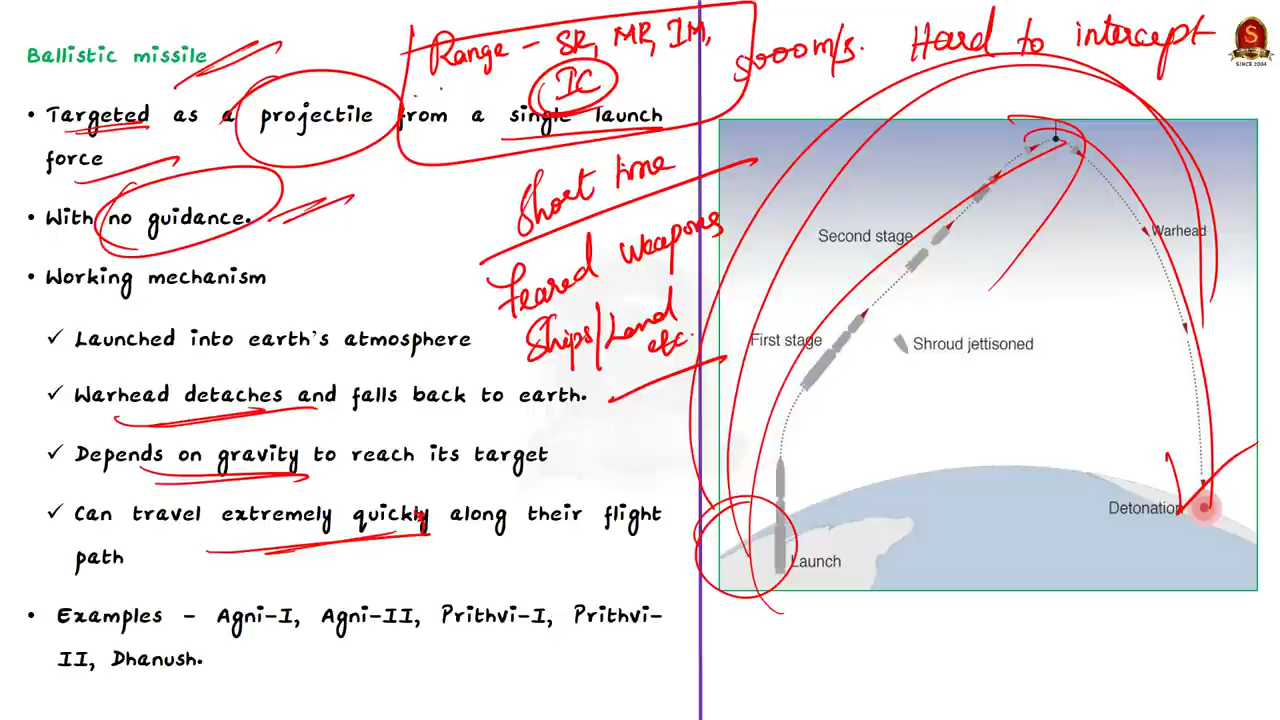 Ballistic missile
• Targeted as a projectile from a single launch
force
• With no guidance.
• Working mechanism
✓ Launched into earth's atmosphere
✓ Warhead detaches and falls back to earth.
✓ Depends on gravity to reach its target
✓ Can travel extremely quickly along their flight
path
• Examples - Agni-I, Agni-II, Prithvi-I, Prithvi-
II, Dhanush.
Range - SR, MR, IM,
IC
Short time
Feared weapons
Ships/Land
etc.
5000m/s.
Hard to intercept
S
SINCE 2004
Second stage
Warhead
First stage
Shroud jettisoned
Detonation
Launch